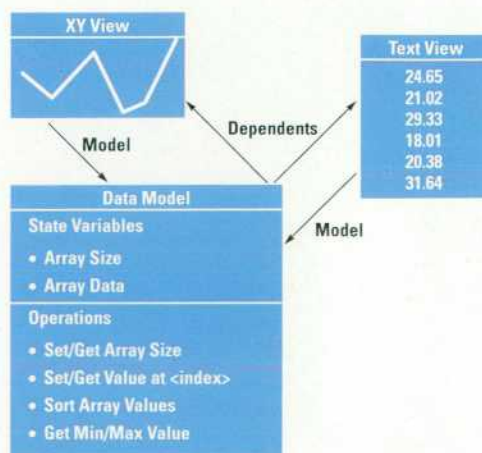 XY View
Text View
24.65
21.02
29.33
18.01
20.38
31.64
Model
Dependents
Model
Data Model
State Variables
• Array Size
• Array Data
Operations
• Set/Get Array Size
• Set/Get Value at <index>
• Sort Array Values
• Get Min/Max Value